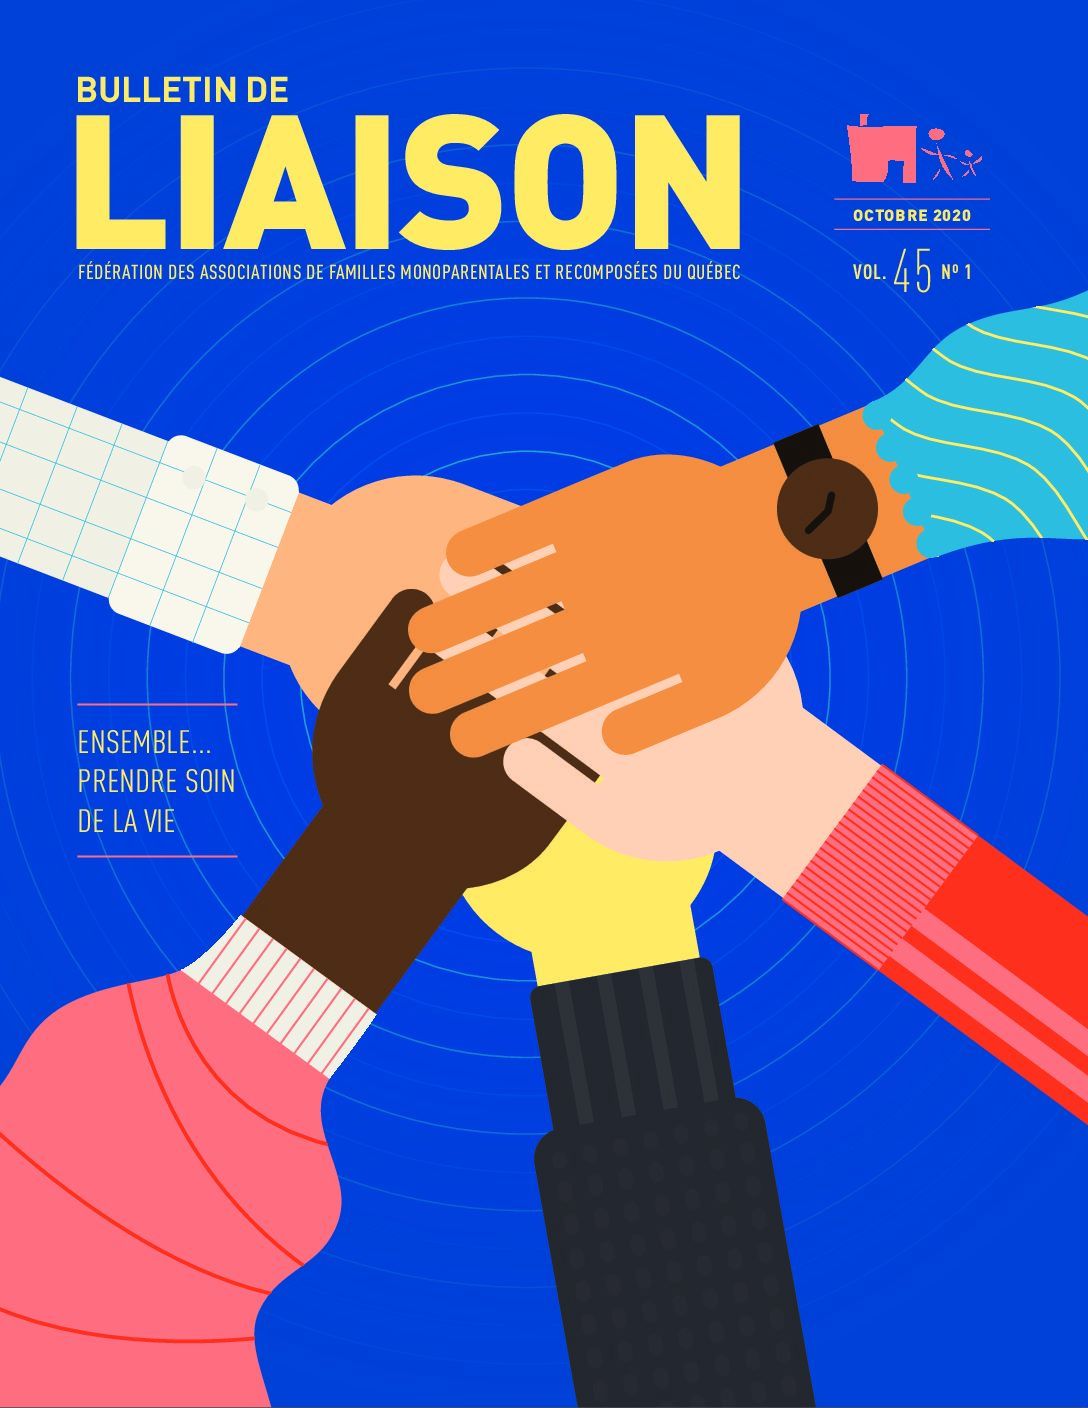 BULLETIN DE
LIAISON
FÉDÉRATION DES ASSOCIATIONS DE FAMILLES MONOPARENTALES ET RECOMPOSÉES DU QUÉBEC
OCTOBRE 2020
VOL. 45 Nº 1
ENSEMBLE...
PRENDRE SOIN
DE LA VIE